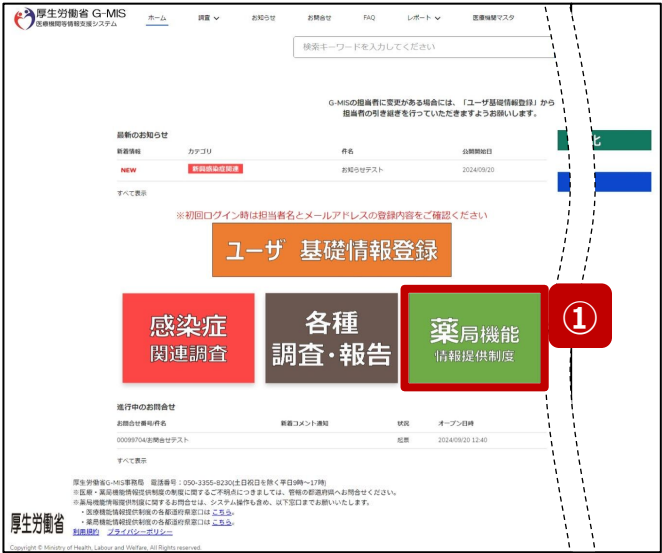 厚生労働省 G-MIS
医療機関等情報支援システム
ホーム 調査 お知らせ お問合せ FAQ レポート 医療機関マスタ
検索キーワードを入力してください
G-MISの担当者に変更がある場合には、「ユーザ基礎情報登録」から
担当者の引き継ぎを行っていただきますようお願いします。
最新のお知らせ
新着情報 カテゴリ 件名 公開開始日
NEW 新興感染症関連 お知らせテスト 2024/09/20
すべて表示
化
※初回ログイン時は担当者名とメールアドレスの登録内容をご確認ください
ユーザ 基礎情報登録
感染症
関連調査
各種
調査・報告
薬局機能
情報提供制度
①
進行中のお問合せ
お問合せ番号/件名 新着コメント通知 状況 オープン日時
00099704/お問合せテスト 起票 2024/09/20 12:40
すべて表示
厚生労働省G-MIS事務局 電話番号：050-3355-8230(土日祝日を除く平日9時～17時)
※医療・薬局機能情報提供制度の制度に関するご不明点につきましては、管轄の都道府県へお問合せください。
※薬局機能情報提供制度に関するお問合せは、システム操作も含め、以下窓口までお願いいたします。
・医療機能情報提供制度の各都道府県窓口は こちら。
・薬局機能情報提供制度の各都道府県窓口は こちら。
利用規約 プライバシーポリシー
厚生労働省
Copyright © Ministry of Health, Labour and Welfare, All Rights reserved.